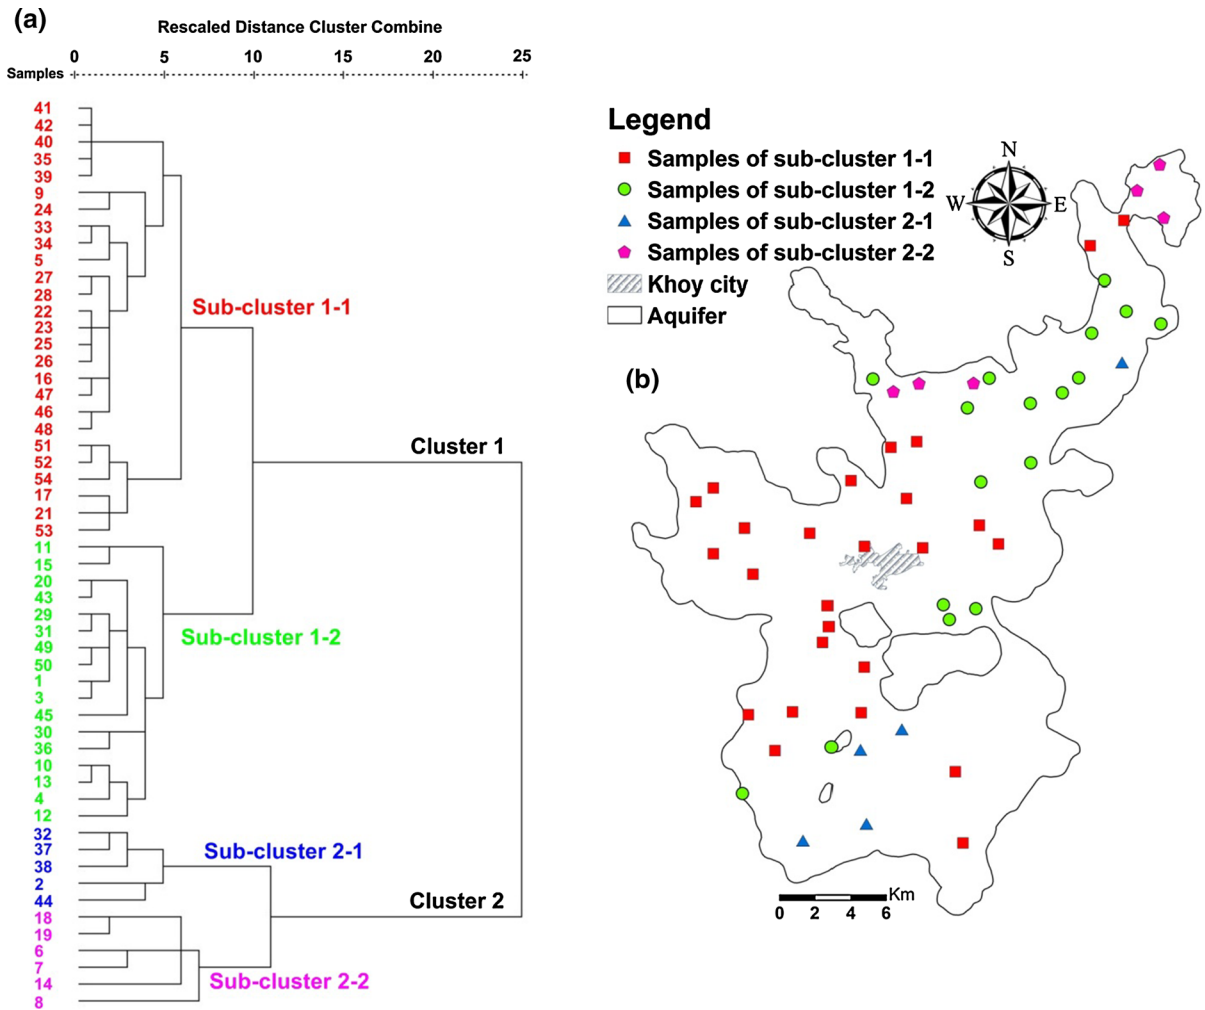 (a)
Rescaled Distance Cluster Combine
0 5 10 15 20 25
Samples
41
42
40
35
39
9
24
33
34
5
27
28
22
23
25
26
16
47
46
48
51
52
54
17
21
53
11
15
20
43
29
31
49
50
1
3
45
30
36
10
13
4
12
32
37
38
2
44
18
19
6
7
14
8
Sub-cluster 1-1
Cluster 1
Sub-cluster 1-2
Sub-cluster 2-1
Cluster 2
Sub-cluster 2-2
Legend
Samples of sub-cluster 1-1
Samples of sub-cluster 1-2
Samples of sub-cluster 2-1
Samples of sub-cluster 2-2
Khoy city
Aquifer
N
W E
S
(b)
Km
0 2 4 6